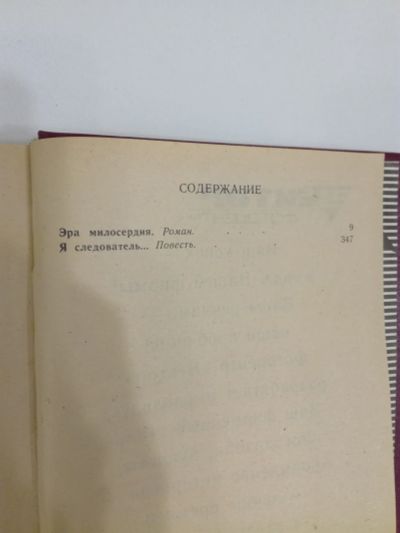 СОДЕРЖАНИЕ
Эра милосердия. Роман. . . . . . 9
Я следователь... Повесть. . . . . . 347